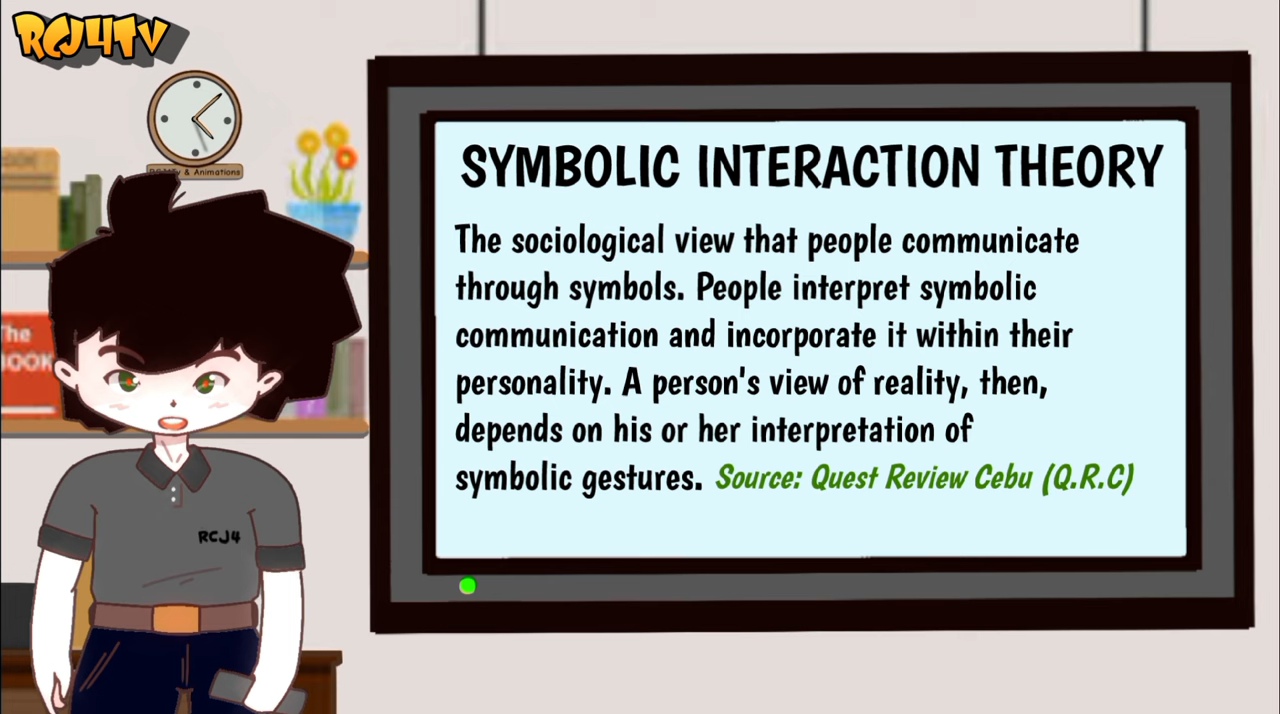 RCJ4TV
SYMBOLIC INTERACTION THEORY
The sociological view that people communicate
through symbols. People interpret symbolic
communication and incorporate it within their
personality. A person's view of reality, then,
depends on his or her interpretation of
symbolic gestures. Source: Quest Review Cebu (Q.R.C)
& Animations
The
BOOK
RCJ4